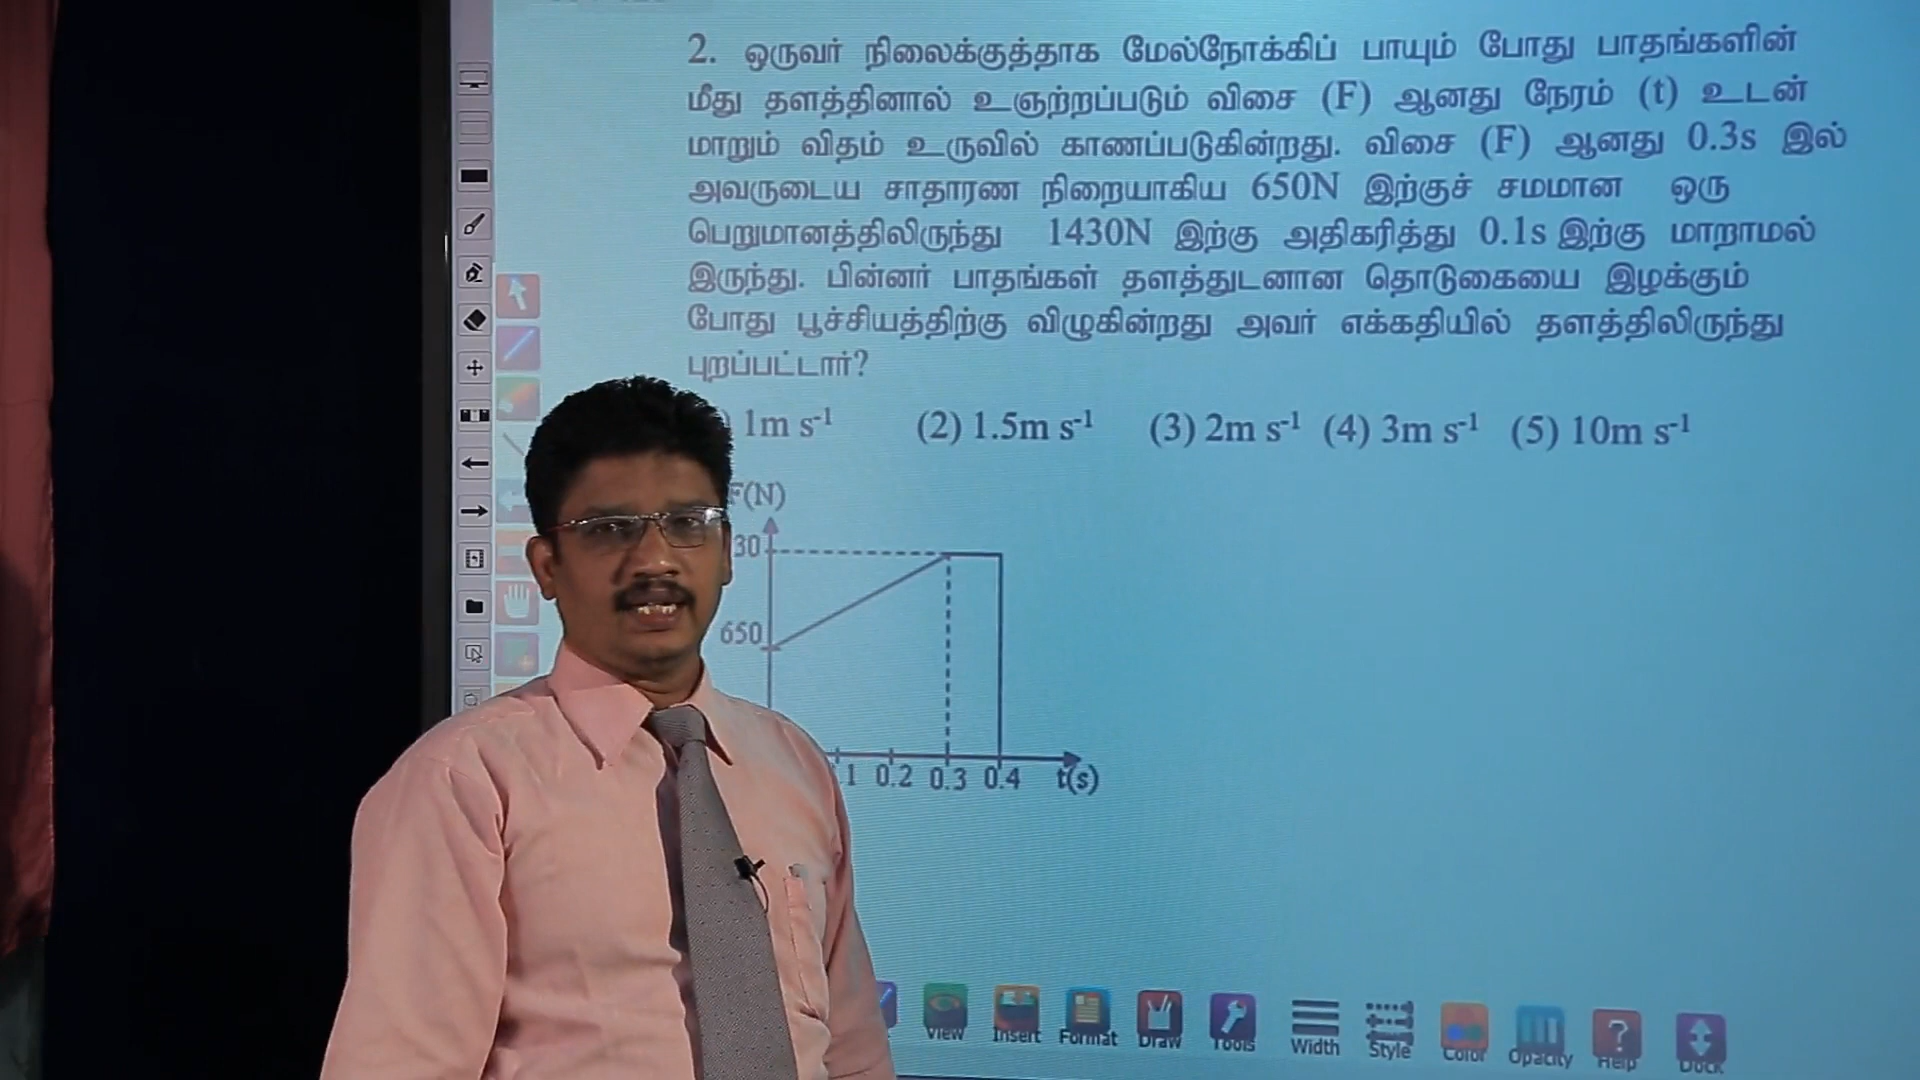 2. ஒருவர் நிலைக்குத்தாக மேல்நோக்கிப் பாயும் போது பாதங்களின்
மீது தளத்தினால் உஞற்றப்படும் விசை (F) ஆனது நேரம் (t) உடன்
மாறும் விதம் உருவில் காணப்படுகின்றது. விசை (F) ஆனது 0.3s இல்
அவருடைய சாதாரண நிறையாகிய 650N இற்குச் சமமான ஒரு
பெறுமானத்திலிருந்து 1430N இற்கு அதிகரித்து 0.1s இற்கு மாறாமல்
இருந்து. பின்னர் பாதங்கள் தளத்துடனான தொடுகையை இழக்கும்
போது பூச்சியத்திற்கு விழுகின்றது அவர் எக்கதியில் தளத்திலிருந்து
புறப்பட்டார்?
) 1m s-1 (2) 1.5m s-1 (3) 2m s-1 (4) 3m s-1 (5) 10m s-1
F(N)
30
650
1 0.2 0.3 0.4 t(s)
View Insert Format Draw Tools Width Style Color Opacity Help Dock